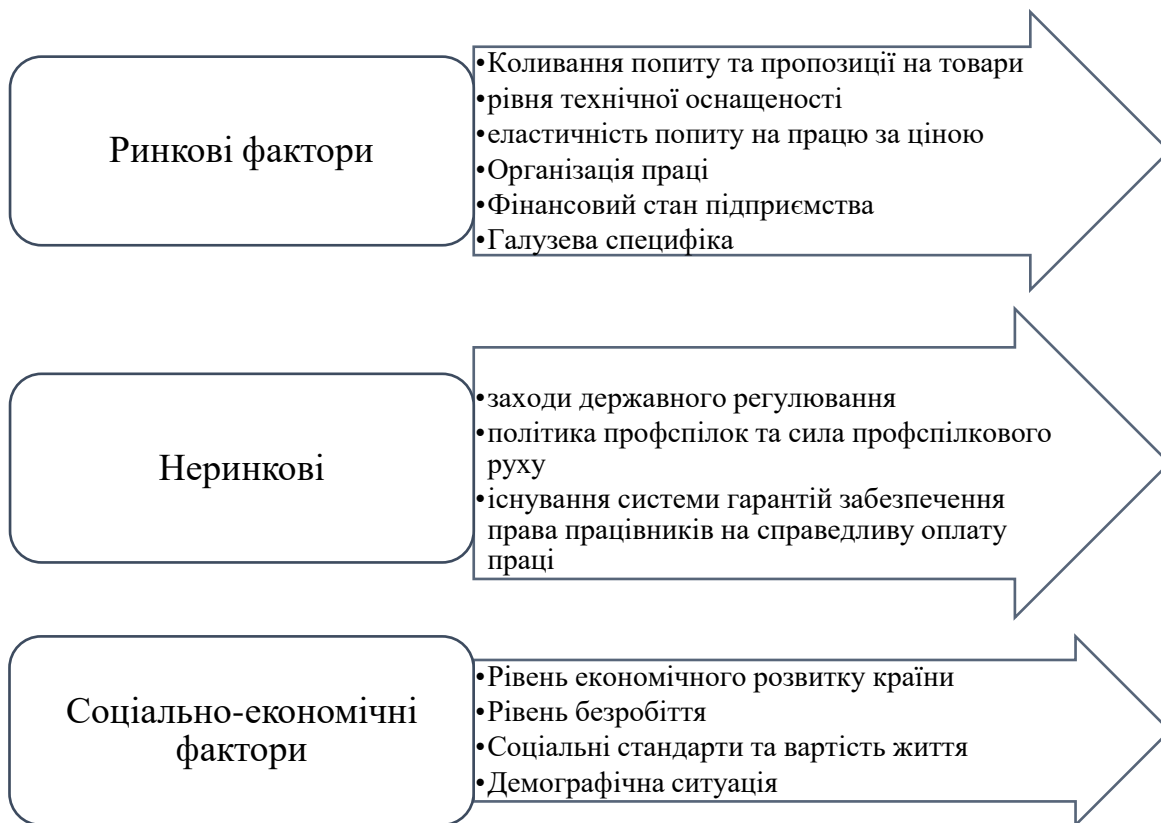 Ринкові фактори
•Коливання попиту та пропозиції на товари
•рівня технічної оснащеності
•еластичність попиту на працю за ціною
•Організація праці
•Фінансовий стан підприємства
•Галузева специфіка
Неринкові
•заходи державного регулювання
•політика профспілок та сила профспілкового
руху
•існування системи гарантій забезпечення
права працівників на справедливу оплату
праці
Соціально-економічні
фактори
•Рівень економічного розвитку країни
•Рівень безробіття
•Соціальні стандарти та вартість життя
•Демографічна ситуація